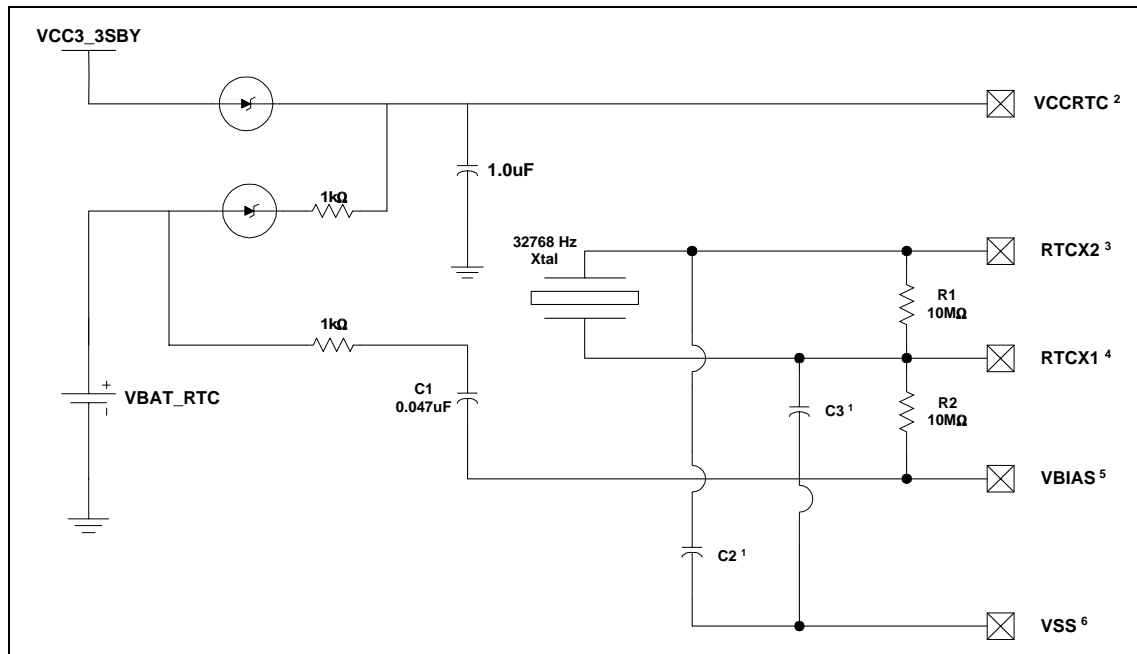 VCC3_3SBY
VCCRTC ²
1.0uF
1kΩ
32768 Hz
Xtal
RTCX2 ³
R1
10MΩ
1kΩ
RTCX1 ⁴
C1
0.047uF
VBAT_RTC
+
-
C3 ¹
R2
10MΩ
VBIAS ⁵
C2 ¹
VSS ⁶